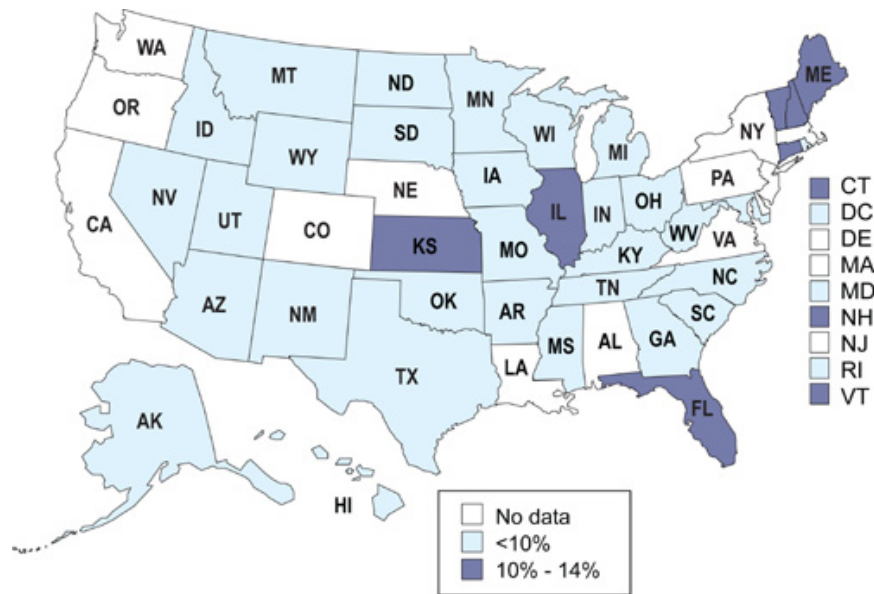 WA
MT
ND
MN
ME
OR
ID
SD
WI
NY
WY
MI
IA
PA
NE
NV
UT
CO
CA
IL
IN
OH
KS
MO
WV
VA
KY
NC
TN
AZ
NM
OK
AR
SC
MS
AL
GA
LA
TX
FL
AK
HI
CT
DC
DE
MA
MD
NH
NJ
RI
VT
No data
<10%
10% - 14%